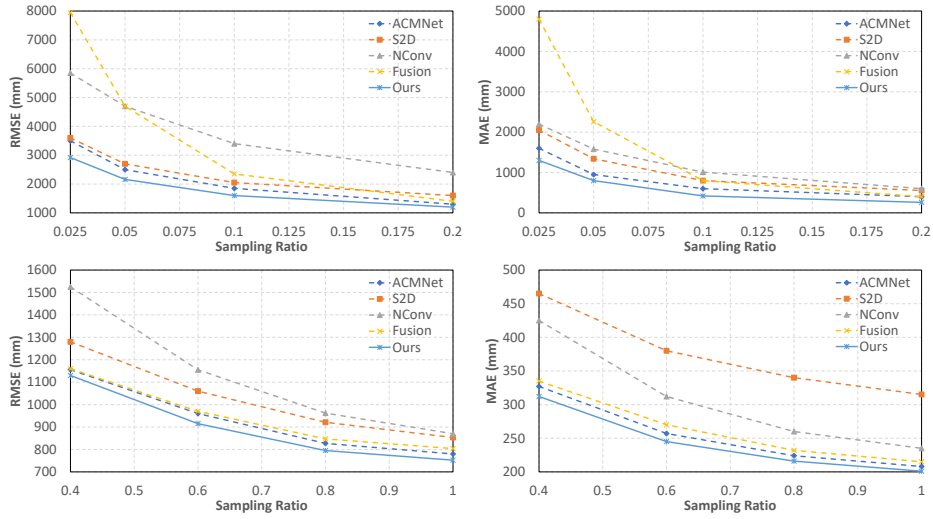 8000
7000
6000
5000
4000
3000
2000
1000
RMSE (mm)
0.025 0.05 0.075 0.1 0.125 0.15 0.175 0.2
Sampling Ratio
ACMNet
S2D
NConv
Fusion
Ours
5000
4000
3000
2000
1000
0
MAE (mm)
0.025 0.05 0.075 0.1 0.125 0.15 0.175 0.2
Sampling Ratio
ACMNet
S2D
NConv
Fusion
Ours
1600
1500
1400
1300
1200
1100
1000
900
800
700
RMSE (mm)
0.4 0.5 0.6 0.7 0.8 0.9 1
Sampling Ratio
ACMNet
S2D
NConv
Fusion
Ours
500
450
400
350
300
250
200
MAE (mm)
0.4 0.5 0.6 0.7 0.8 0.9 1
Sampling Ratio
ACMNet
S2D
NConv
Fusion
Ours